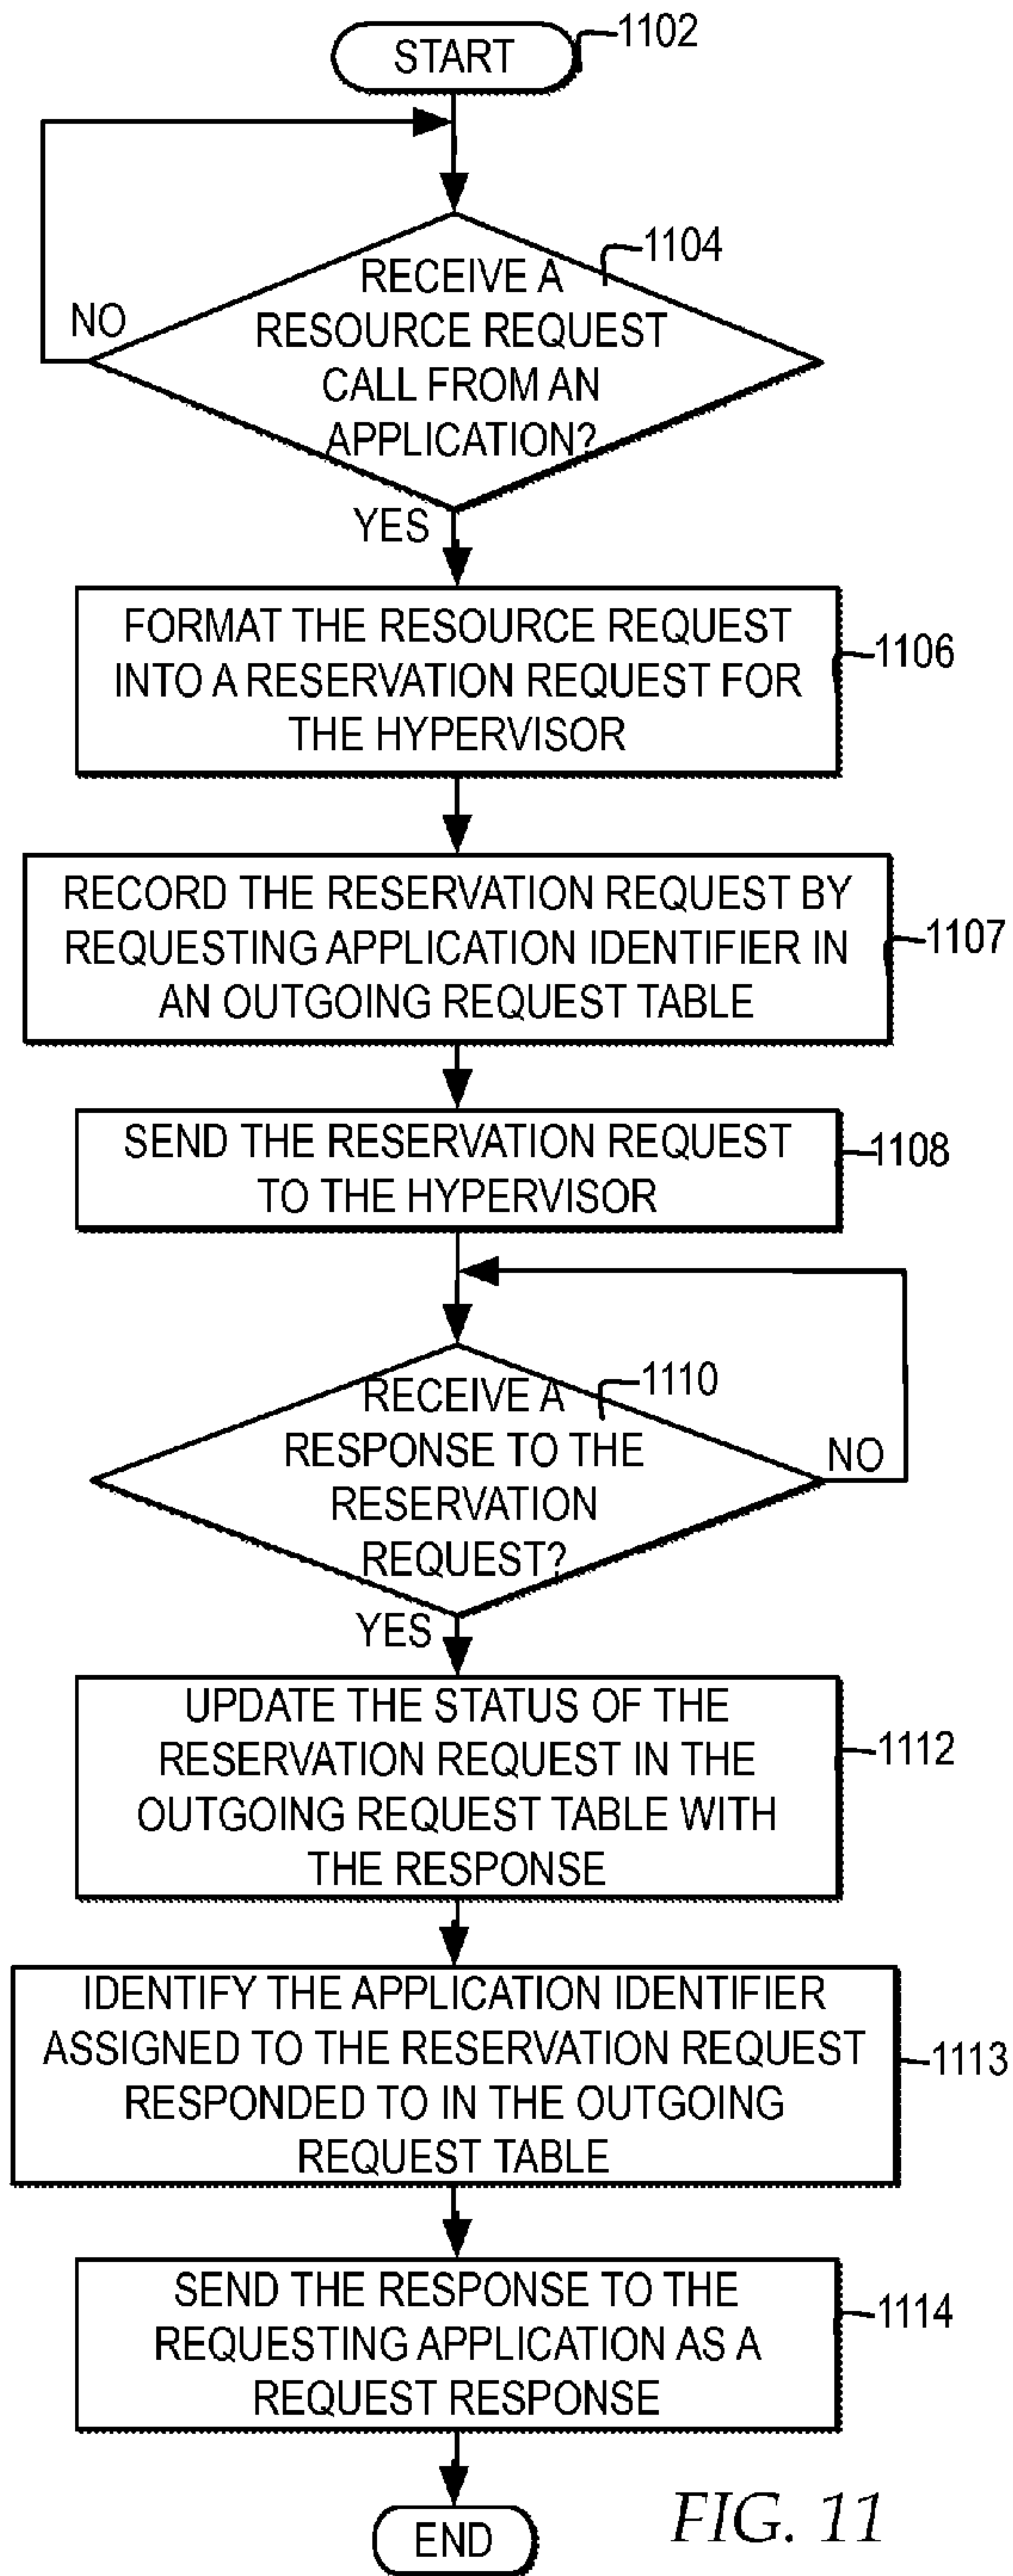 START
1102
1104
RECEIVE A
RESOURCE REQUEST
CALL FROM AN
APPLICATION?
NO
YES
FORMAT THE RESOURCE REQUEST
INTO A RESERVATION REQUEST FOR
THE HYPERVISOR
1106
RECORD THE RESERVATION REQUEST BY
REQUESTING APPLICATION IDENTIFIER IN
AN OUTGOING REQUEST TABLE
1107
SEND THE RESERVATION REQUEST
TO THE HYPERVISOR
1108
1110
RECEIVE A
RESPONSE TO THE
RESERVATION
REQUEST?
NO
YES
UPDATE THE STATUS OF THE
RESERVATION REQUEST IN THE
OUTGOING REQUEST TABLE WITH
THE RESPONSE
1112
IDENTIFY THE APPLICATION IDENTIFIER
ASSIGNED TO THE RESERVATION REQUEST
RESPONDED TO IN THE OUTGOING
REQUEST TABLE
1113
SEND THE RESPONSE TO THE
REQUESTING APPLICATION AS A
REQUEST RESPONSE
1114
END
FIG. 11